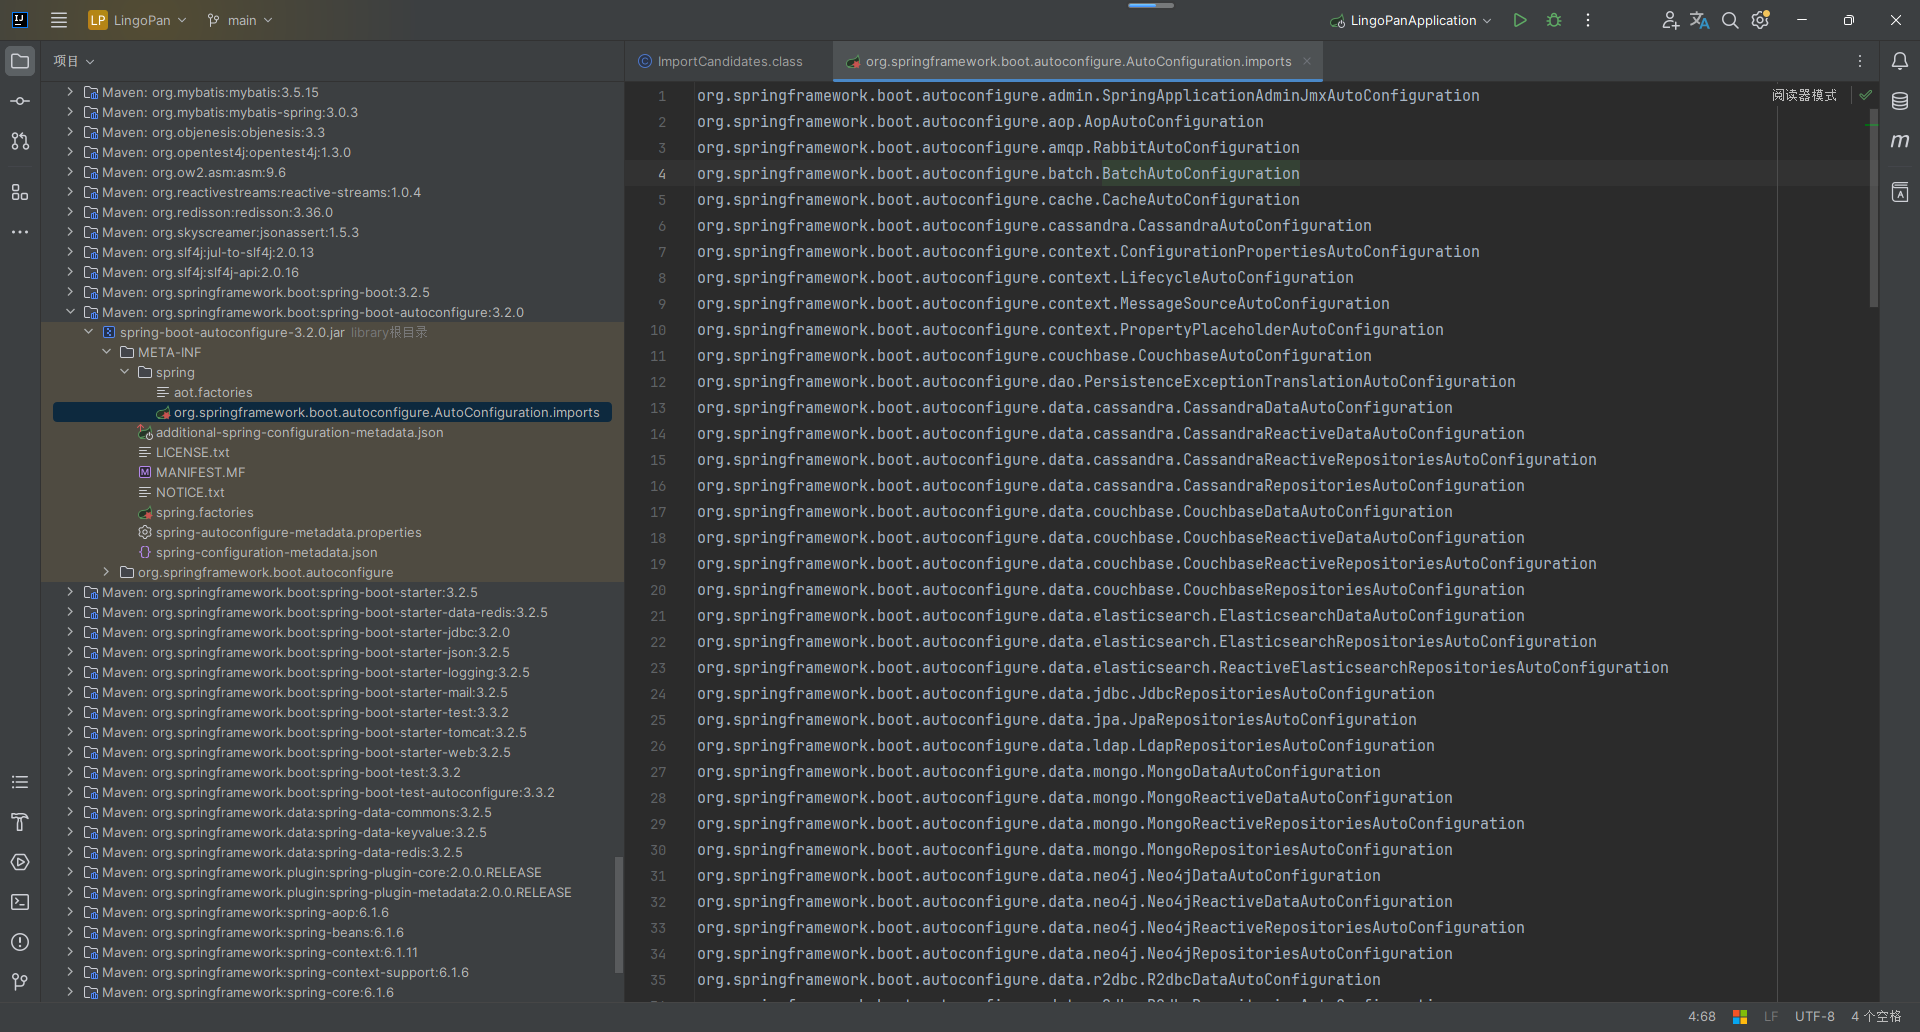 LP LingoPan main LingoPanApplication
项目
ImportCandidates.class org.springframework.boot.autoconfigure.AutoConfiguration.imports
Maven: org.mybatis:mybatis:3.5.15
Maven: org.mybatis:mybatis-spring:3.0.3
Maven: org.objenesis:objenesis:3.3
Maven: org.opentest4j:opentest4j:1.3.0
Maven: org.ow2.asm:asm:9.6
Maven: org.reactivestreams:reactive-streams:1.0.4
Maven: org.redisson:redisson:3.36.0
Maven: org.skyscreamer:jsonassert:1.5.3
Maven: org.slf4j:jul-to-slf4j:2.0.13
Maven: org.slf4j:slf4j-api:2.0.16
Maven: org.springframework.boot:spring-boot:3.2.5
Maven: org.springframework.boot:spring-boot-autoconfigure:3.2.0
spring-boot-autoconfigure-3.2.0.jar library根目录
META-INF
spring
aot.factories
org.springframework.boot.autoconfigure.AutoConfiguration.imports
additional-spring-configuration-metadata.json
LICENSE.txt
MANIFEST.MF
NOTICE.txt
spring.factories
spring-autoconfigure-metadata.properties
spring-configuration-metadata.json
org.springframework.boot.autoconfigure
Maven: org.springframework.boot:spring-boot-starter:3.2.5
Maven: org.springframework.boot:spring-boot-starter-data-redis:3.2.5
Maven: org.springframework.boot:spring-boot-starter-jdbc:3.2.0
Maven: org.springframework.boot:spring-boot-starter-json:3.2.5
Maven: org.springframework.boot:spring-boot-starter-logging:3.2.5
Maven: org.springframework.boot:spring-boot-starter-mail:3.2.5
Maven: org.springframework.boot:spring-boot-starter-test:3.3.2
Maven: org.springframework.boot:spring-boot-starter-tomcat:3.2.5
Maven: org.springframework.boot:spring-boot-starter-web:3.2.5
Maven: org.springframework.boot:spring-boot-test:3.3.2
Maven: org.springframework.boot:spring-boot-test-autoconfigure:3.3.2
Maven: org.springframework.data:spring-data-commons:3.2.5
Maven: org.springframework.data:spring-data-keyvalue:3.2.5
Maven: org.springframework.data:spring-data-redis:3.2.5
Maven: org.springframework.plugin:spring-plugin-core:2.0.0.RELEASE
Maven: org.springframework.plugin:spring-plugin-metadata:2.0.0.RELEASE
Maven: org.springframework:spring-aop:6.1.6
Maven: org.springframework:spring-beans:6.1.6
Maven: org.springframework:spring-context:6.1.11
Maven: org.springframework:spring-context-support:6.1.6
Maven: org.springframework:spring-core:6.1.6
阅读器模式
1 org.springframework.boot.autoconfigure.admin.SpringApplicationAdminJmxAutoConfiguration
2 org.springframework.boot.autoconfigure.aop.AopAutoConfiguration
3 org.springframework.boot.autoconfigure.amqp.RabbitAutoConfiguration
4 org.springframework.boot.autoconfigure.batch.BatchAutoConfiguration
5 org.springframework.boot.autoconfigure.cache.CacheAutoConfiguration
6 org.springframework.boot.autoconfigure.cassandra.CassandraAutoConfiguration
7 org.springframework.boot.autoconfigure.context.ConfigurationPropertiesAutoConfiguration
8 org.springframework.boot.autoconfigure.context.LifecycleAutoConfiguration
9 org.springframework.boot.autoconfigure.context.MessageSourceAutoConfiguration
10 org.springframework.boot.autoconfigure.context.PropertyPlaceholderAutoConfiguration
11 org.springframework.boot.autoconfigure.couchbase.CouchbaseAutoConfiguration
12 org.springframework.boot.autoconfigure.dao.PersistenceExceptionTranslationAutoConfiguration
13 org.springframework.boot.autoconfigure.data.cassandra.CassandraDataAutoConfiguration
14 org.springframework.boot.autoconfigure.data.cassandra.CassandraReactiveDataAutoConfiguration
15 org.springframework.boot.autoconfigure.data.cassandra.CassandraReactiveRepositoriesAutoConfiguration
16 org.springframework.boot.autoconfigure.data.cassandra.CassandraRepositoriesAutoConfiguration
17 org.springframework.boot.autoconfigure.data.couchbase.CouchbaseDataAutoConfiguration
18 org.springframework.boot.autoconfigure.data.couchbase.CouchbaseReactiveDataAutoConfiguration
19 org.springframework.boot.autoconfigure.data.couchbase.CouchbaseReactiveRepositoriesAutoConfiguration
20 org.springframework.boot.autoconfigure.data.couchbase.CouchbaseRepositoriesAutoConfiguration
21 org.springframework.boot.autoconfigure.data.elasticsearch.ElasticsearchDataAutoConfiguration
22 org.springframework.boot.autoconfigure.data.elasticsearch.ElasticsearchRepositoriesAutoConfiguration
23 org.springframework.boot.autoconfigure.data.elasticsearch.ReactiveElasticsearchRepositoriesAutoConfiguration
24 org.springframework.boot.autoconfigure.data.jdbc.JdbcRepositoriesAutoConfiguration
25 org.springframework.boot.autoconfigure.data.jpa.JpaRepositoriesAutoConfiguration
26 org.springframework.boot.autoconfigure.data.ldap.LdapRepositoriesAutoConfiguration
27 org.springframework.boot.autoconfigure.data.mongo.MongoDataAutoConfiguration
28 org.springframework.boot.autoconfigure.data.mongo.MongoReactiveDataAutoConfiguration
29 org.springframework.boot.autoconfigure.data.mongo.MongoReactiveRepositoriesAutoConfiguration
30 org.springframework.boot.autoconfigure.data.mongo.MongoRepositoriesAutoConfiguration
31 org.springframework.boot.autoconfigure.data.neo4j.Neo4jDataAutoConfiguration
32 org.springframework.boot.autoconfigure.data.neo4j.Neo4jReactiveDataAutoConfiguration
33 org.springframework.boot.autoconfigure.data.neo4j.Neo4jReactiveRepositoriesAutoConfiguration
34 org.springframework.boot.autoconfigure.data.neo4j.Neo4jRepositoriesAutoConfiguration
35 org.springframework.boot.autoconfigure.data.r2dbc.R2dbcDataAutoConfiguration
4:68 LF UTF-8 4 个空格